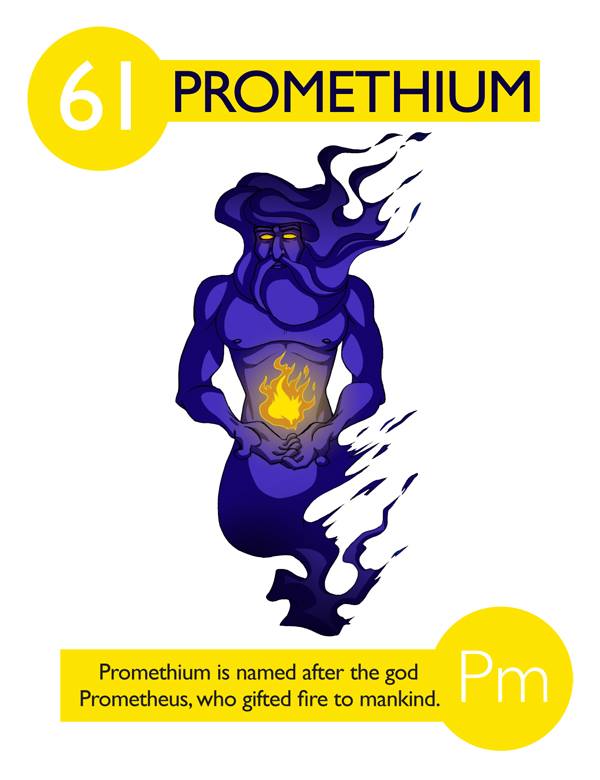 61
PROMETHIUM
Promethium is named after the god
Prometheus, who gifted fire to mankind.
Pm